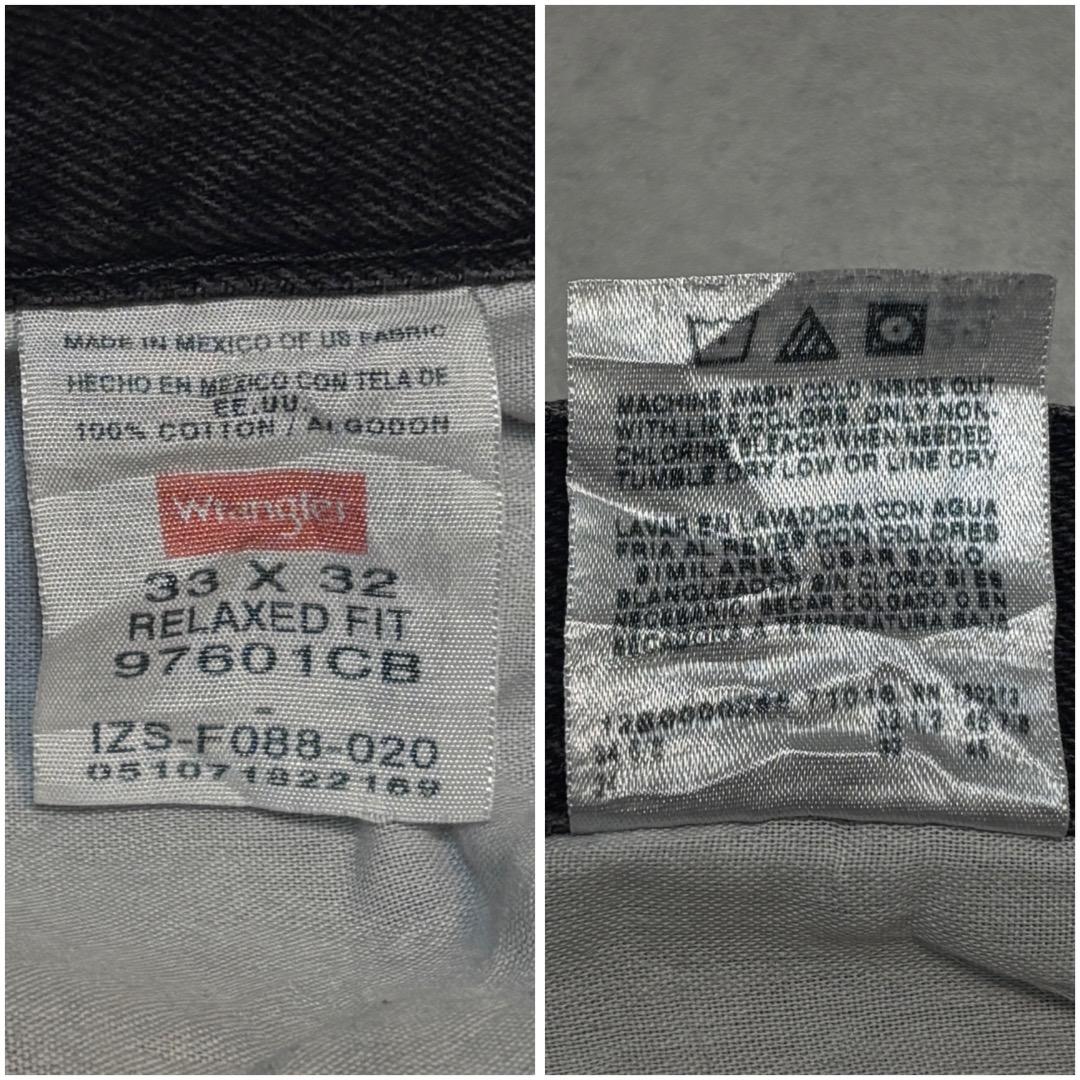 MADE IN MEXICO OF US FABRIC
HECHO EN MEXICO CON TELA DE
EE.UU.
100% COTTON / ALGODON
Wrangler
33 X 32
RELAXED FIT
97601CB
-
IZS-F088-020
051071822189
MACHINE WASH COLD INSIDE OUT
WITH LIKE COLORS. ONLY NON-
CHLORINE BLEACH WHEN NEEDED
TUMBLE DRY LOW OR LINE DRY
LAVAR EN LAVADORA CON AGUA
FRIA AL REVES CON COLORES
SIMILARES. USAR SOLO
BLANQUEADOR SIN CLORO SI ES
NECESARIO. SECAR COLGADO O EN
SECADORA A TEMPERATURA BAJA
71016 RN